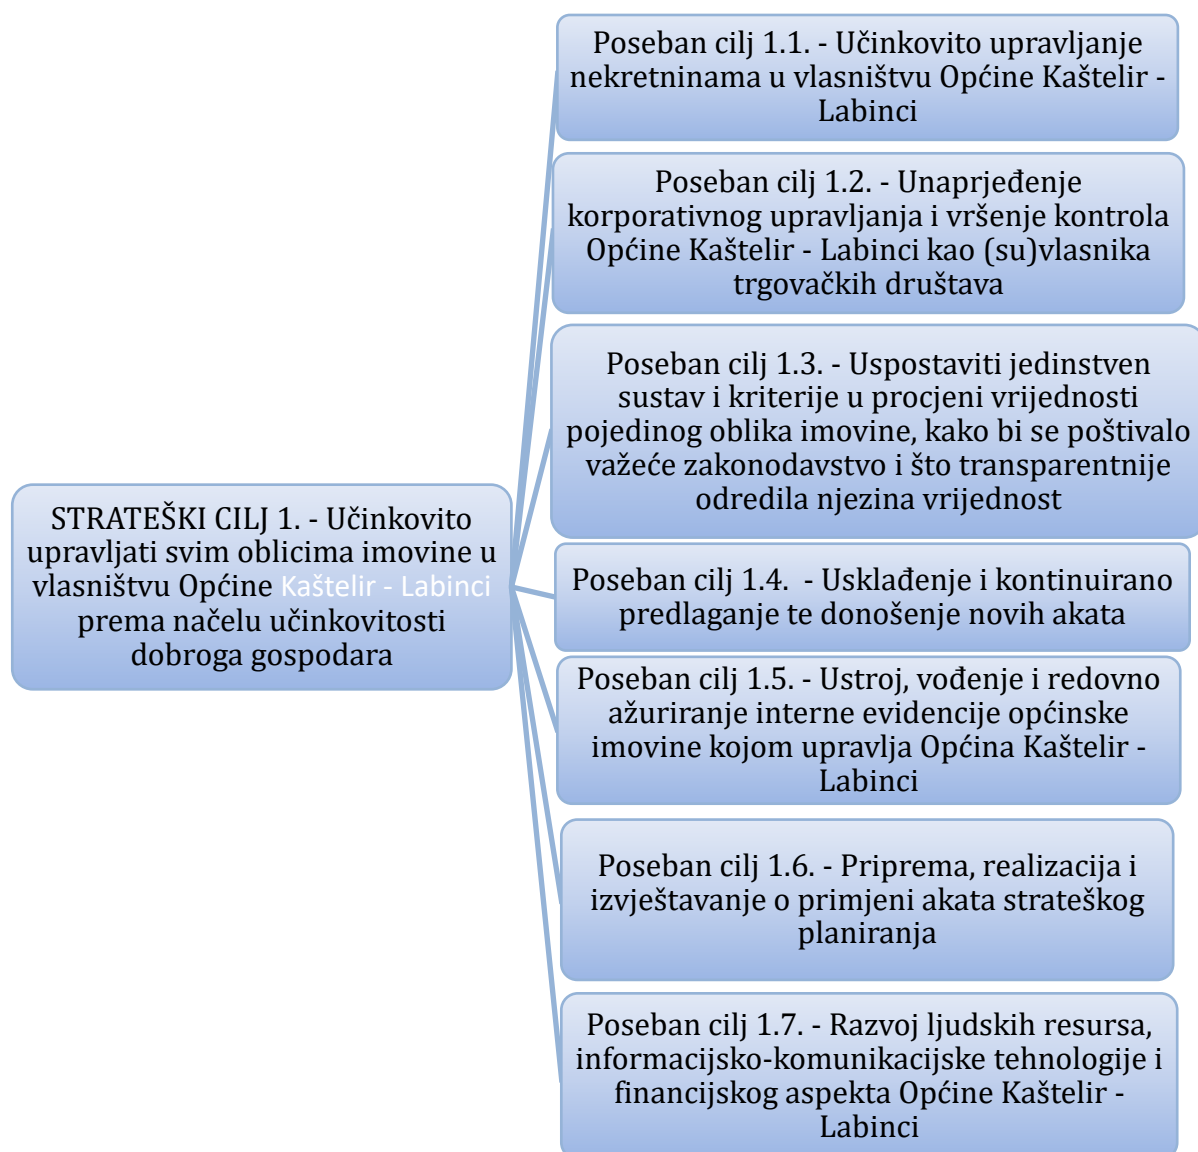 STRATEŠKI CILJ 1. - Učinkovito
upravljati svim oblicima imovine u
vlasništvu Općine Kaštelir - Labinci
prema načelu učinkovitosti
dobroga gospodara
Poseban cilj 1.1. - Učinkovito upravljanje
nekretninama u vlasništvu Općine Kaštelir -
Labinci
Poseban cilj 1.2. - Unaprjeđenje
korporativnog upravljanja i vršenje kontrola
Općine Kaštelir - Labinci kao (su)vlasnika
trgovačkih društava
Poseban cilj 1.3. - Uspostaviti jedinstven
sustav i kriterije u procjeni vrijednosti
pojedinog oblika imovine, kako bi se poštivalo
važeće zakonodavstvo i što transparentnije
odredila njezina vrijednost
Poseban cilj 1.4.  - Usklađenje i kontinuirano
predlaganje te donošenje novih akata
Poseban cilj 1.5. - Ustroj, vođenje i redovno
ažuriranje interne evidencije općinske
imovine kojom upravlja Općina Kaštelir -
Labinci
Poseban cilj 1.6. - Priprema, realizacija i
izvještavanje o primjeni akata strateškog
planiranja
Poseban cilj 1.7. - Razvoj ljudskih resursa,
informacijsko-komunikacijske tehnologije i
financijskog aspekta Općine Kaštelir -
Labinci